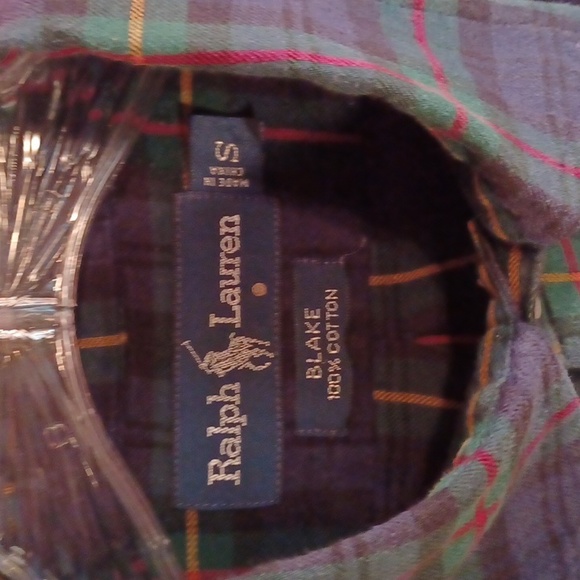 Ralph Lauren
S
MADE IN
CHINA
BLAKE
100% COTTON